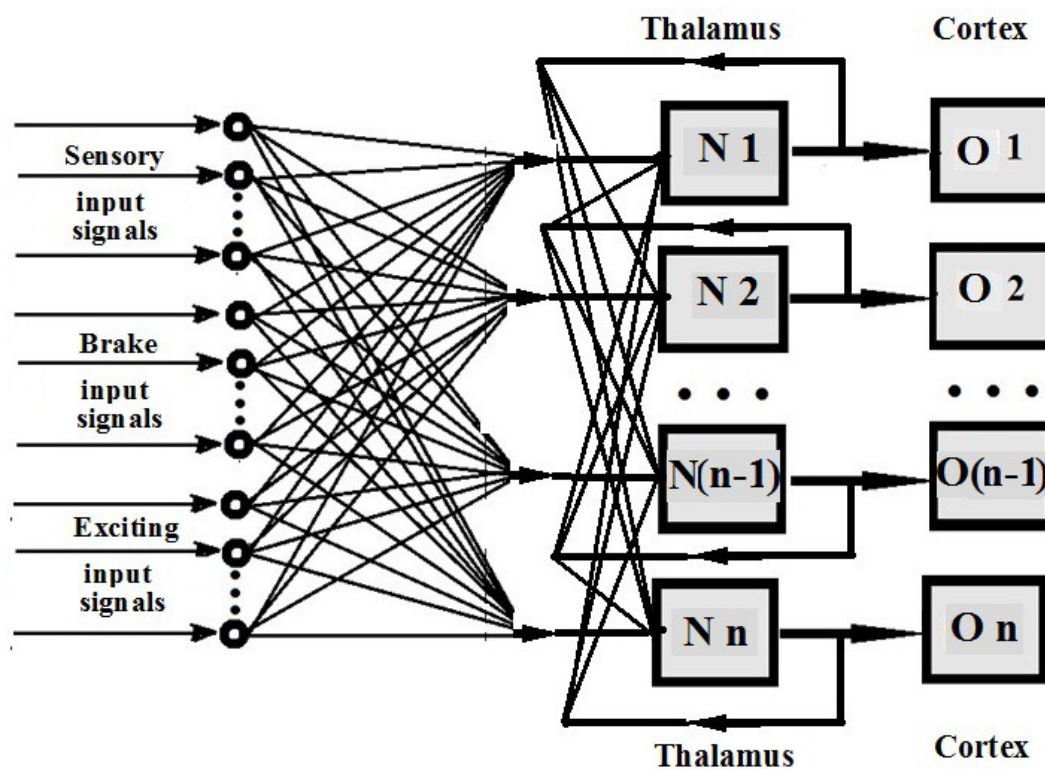 Thalamus
Cortex
Sensory
input
signals
Brake
input
signals
Exciting
input
signals
N 1
O 1
N 2
O 2
• • •
• • •
N(n-1)
O(n-1)
N n
O n
Thalamus
Cortex